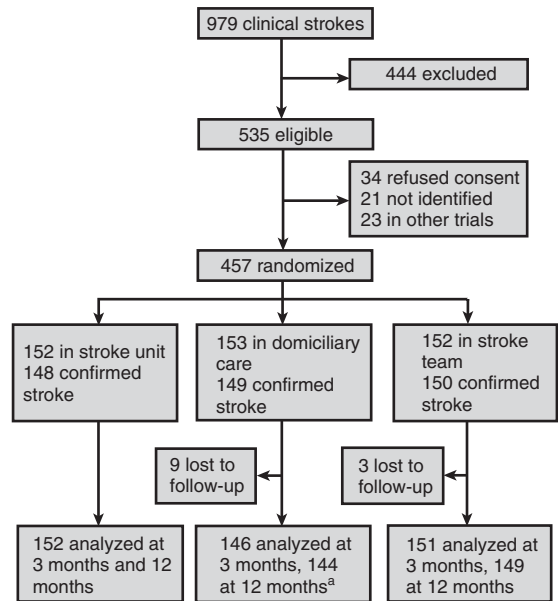 979 clinical strokes
444 excluded
535 eligible
34 refused consent
21 not identified
23 in other trials
457 randomized
152 in stroke unit
148 confirmed
stroke
153 in domiciliary
care
149 confirmed
stroke
152 in stroke
team
150 confirmed
stroke
9 lost to
follow-up
3 lost to
follow-up
152 analyzed at
3 months and 12
months
146 analyzed at
3 months, 144
at 12 monthsa
151 analyzed at
3 months, 149
at 12 months